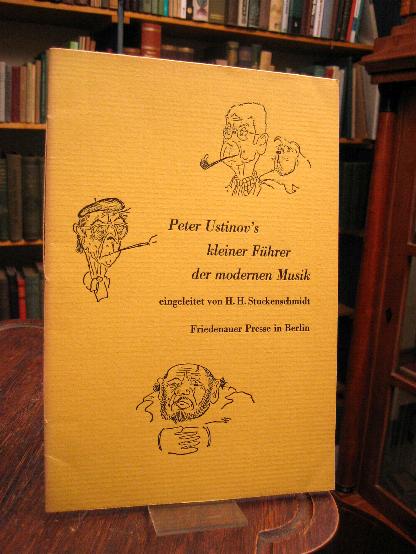 Peter Ustinov's
kleiner Führer
der modernen Musik
eingeleitet von H. H. Stuckenschmidt
Friedenauer Presse in Berlin